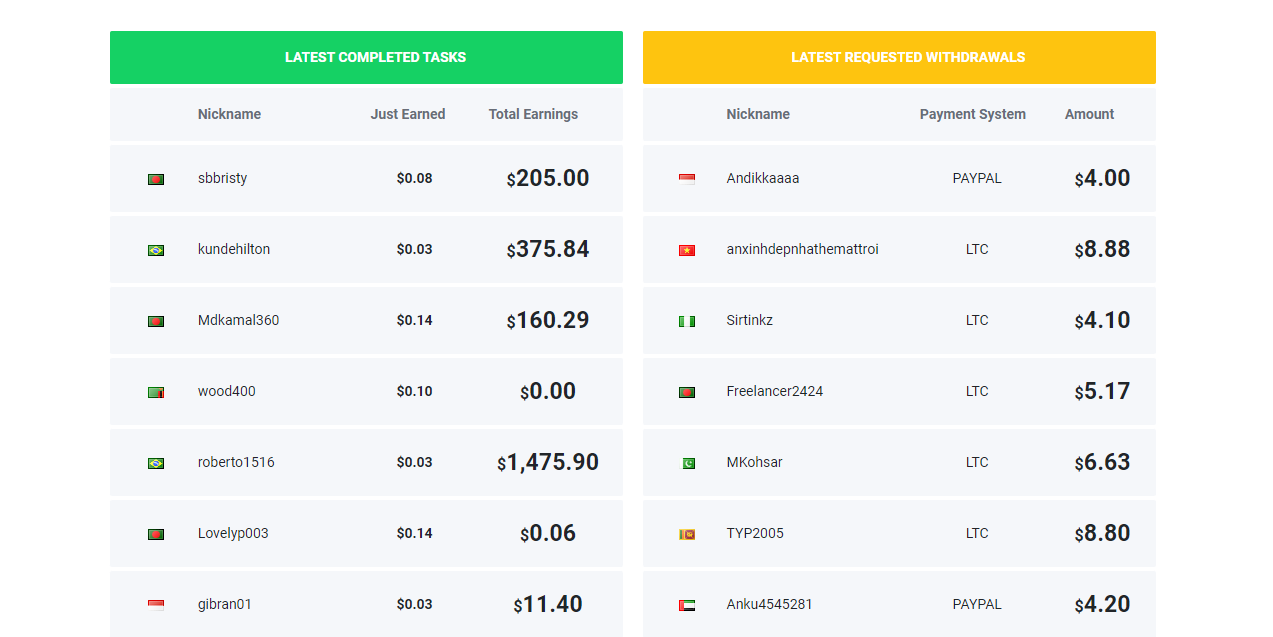 LATEST COMPLETED TASKS
Nickname Just Earned Total Earnings
sbbristy $0.08 $205.00
kundehilton $0.03 $375.84
Mdkamal360 $0.14 $160.29
wood400 $0.10 $0.00
roberto1516 $0.03 $1,475.90
Lovelyp003 $0.14 $0.06
gibran01 $0.03 $11.40
LATEST REQUESTED WITHDRAWALS
Nickname Payment System Amount
Andikkaaaa PAYPAL $4.00
anxinhdepnhathemattroi LTC $8.88
Sirtinkz LTC $4.10
Freelancer2424 LTC $5.17
MKohsar LTC $6.63
TYP2005 LTC $8.80
Anku4545281 PAYPAL $4.20